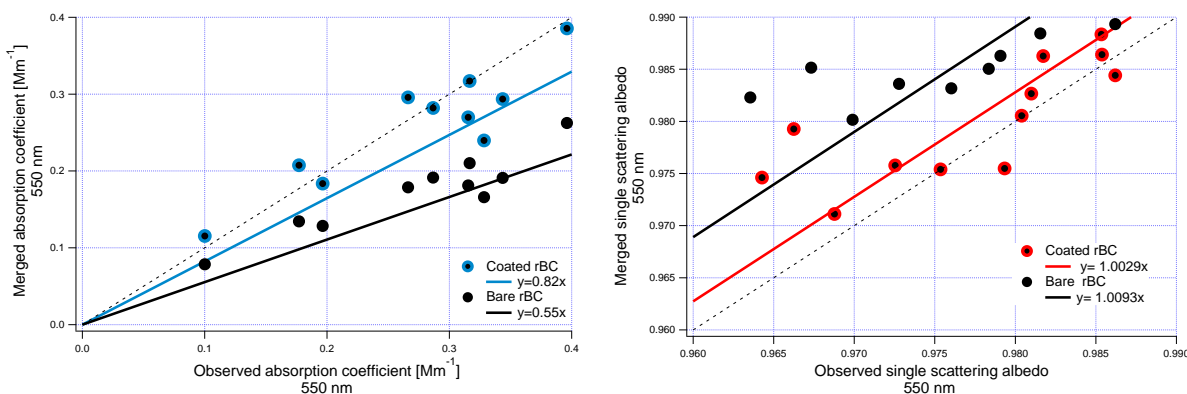 Merged absorption coefficient [Mm⁻¹]
550 nm
0.4
0.3
0.2
0.1
0.0
0.0 0.1 0.2 0.3 0.4
Observed absorption coefficient [Mm⁻¹]
550 nm
Coated rBC
y=0.82x
Bare rBC
y=0.55x
Merged single scattering albedo
550 nm
0.990
0.985
0.980
0.975
0.970
0.965
0.960
0.960 0.965 0.970 0.975 0.980 0.985 0.990
Observed single scattering albedo
550 nm
Coated rBC
y= 1.0029x
Bare rBC
y= 1.0093x